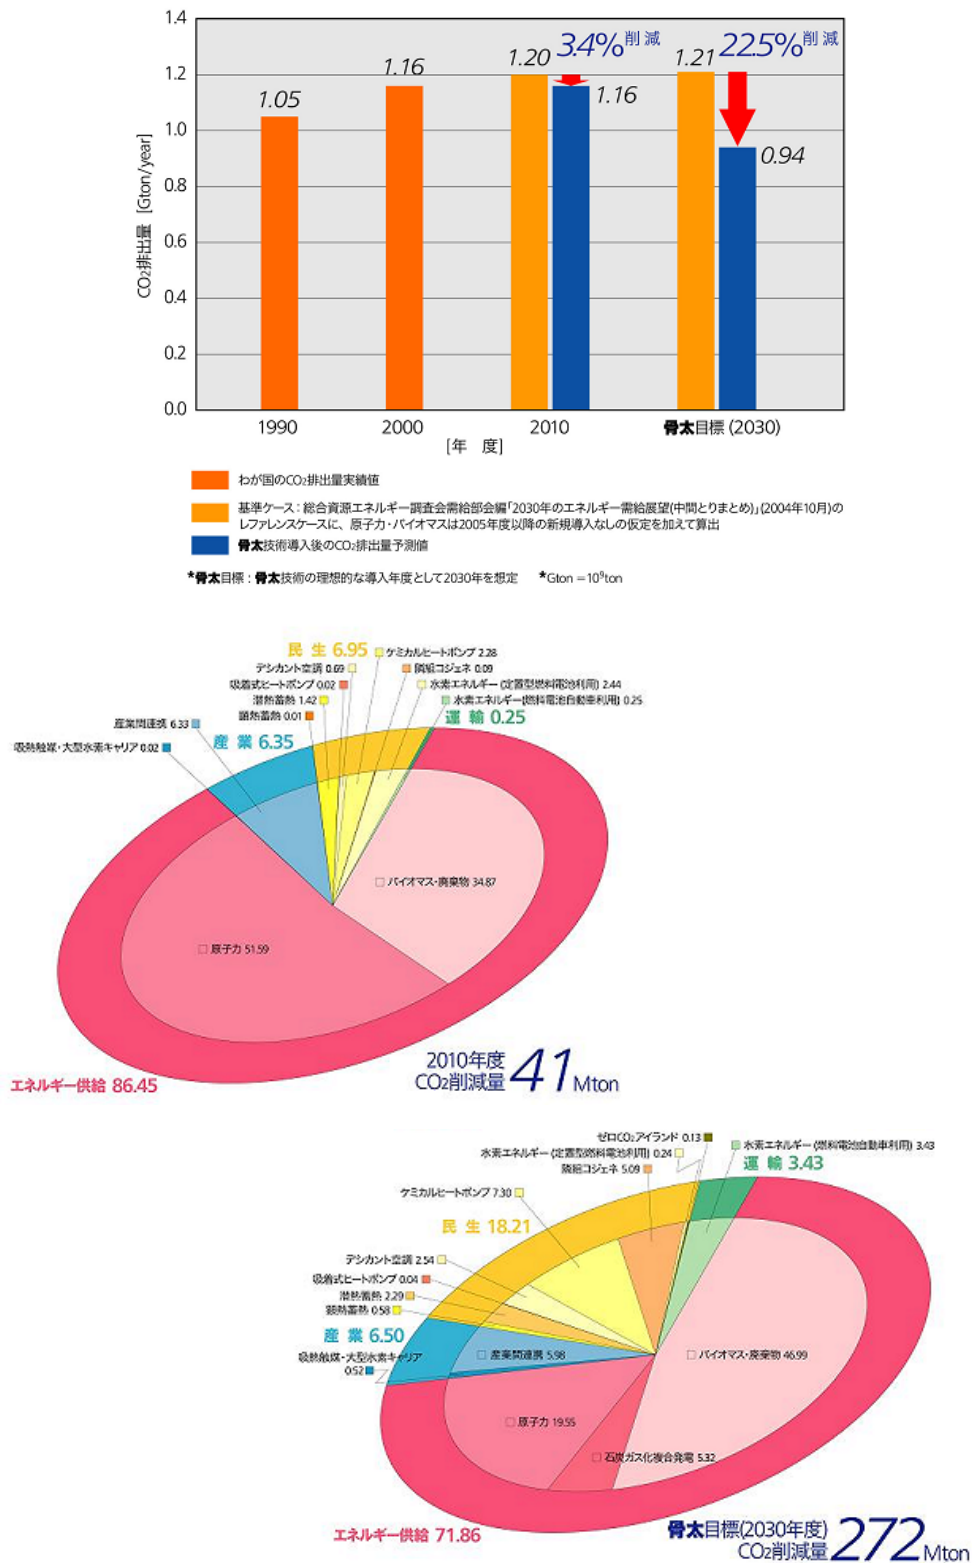 1.4
1.2
1.0
0.8
0.6
0.4
0.2
0.0
CO2排出量 [Gton/year]
1.05
1.16
1.20
3.4%削減
1.16
1.21
22.5%削減
0.94
1990
2000
2010
骨太目標(2030)
[年 度]
わが国のCO2排出量実績値
基準ケース:総合資源エネルギー調査会需給部会編「2030年のエネルギー需給展望(中間とりまとめ)」(2004年10月)の
レファレンスケースに、原子力・バイオマスは2005年度以降の新規導入なしの仮定を加えて算出
骨太技術導入後のCO2排出量予測値
*骨太目標:骨太技術の理想的な導入年度として2030年を想定 *Gton=10⁹ton
民生 6.95
ケミカルヒートポンプ 2.28
デシカント空調 0.69
隣組コジェネ 0.09
吸着式ヒートポンプ 0.02
水素エネルギー(定置型燃料電池利用) 2.44
潜熱蓄熱 1.42
水素エネルギー(燃料電池自動車利用) 0.25
顕熱蓄熱 0.01
運輸 0.25
産業間連携 6.33
産業 6.35
吸熱触媒・大型水素キャリア 0.02
バイオマス・廃棄物 34.87
原子力 51.59
エネルギー供給 86.45
2010年度
CO2削減量 41 Mton
ゼロCO2アイランド 0.13
水素エネルギー(燃料電池自動車利用) 3.43
水素エネルギー(定置型燃料電池利用) 0.24
運輸 3.43
隣組コジェネ 5.09
ケミカルヒートポンプ 7.30
民生 18.21
デシカント空調 2.54
吸着式ヒートポンプ 0.04
潜熱蓄熱 2.29
顕熱蓄熱 0.58
産業 6.50
吸熱触媒・大型水素キャリア
0.52
産業間連携 5.98
バイオマス・廃棄物 46.99
原子力 19.55
石炭ガス化複合発電 5.32
エネルギー供給 71.86
骨太目標(2030年度)
CO2削減量 272 Mton